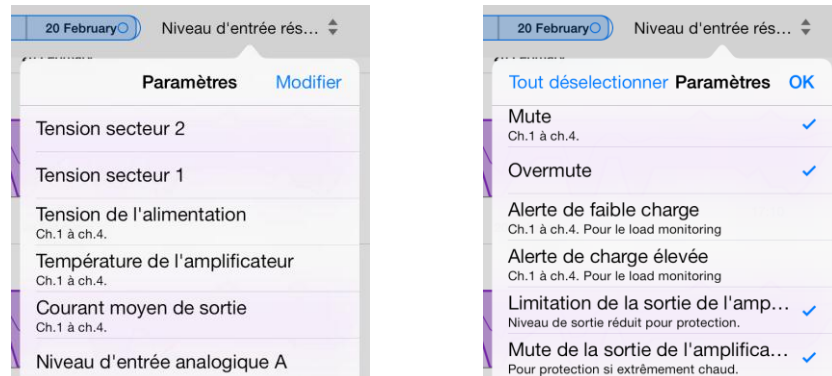 20 February Niveau d'entrée rés…
Paramètres Modifier
Tension secteur 2
Tension secteur 1
Tension de l'alimentation
Ch.1 à ch.4.
Température de l'amplificateur
Ch.1 à ch.4.
Courant moyen de sortie
Ch.1 à ch.4.
Niveau d'entrée analogique A
20 February Niveau d'entrée rés…
Tout déselectionner Paramètres OK
Mute
Ch.1 à ch.4.
Overmute
Alerte de faible charge
Ch.1 à ch.4. Pour le load monitoring
Alerte de charge élevée
Ch.1 à ch.4. Pour le load monitoring
Limitation de la sortie de l'amp…
Niveau de sortie réduit pour protection.
Mute de la sortie de l'amplifica…
Pour protection si extrêmement chaud.